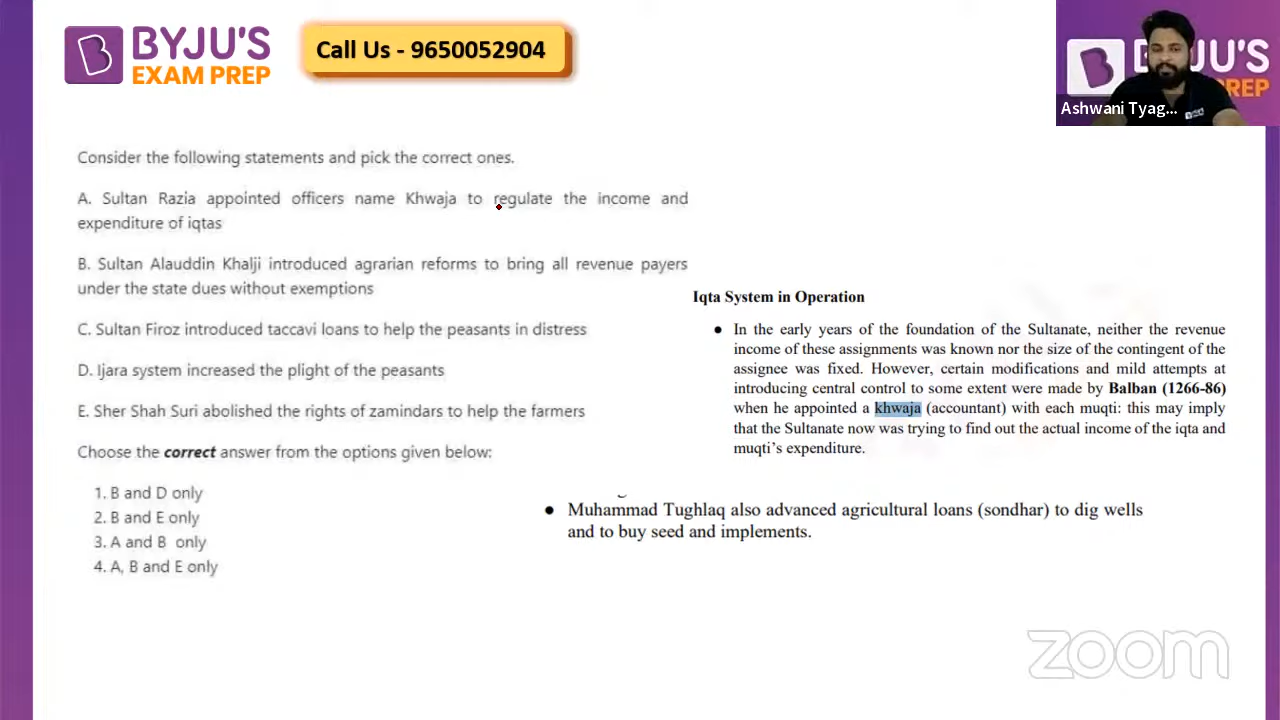 BYJU'S
EXAM PREP
Call Us - 9650052904
BYJU'S
PREP
Ashwani Tyag...
Consider the following statements and pick the correct ones.
A. Sultan Razia appointed officers name Khwaja to regulate the income and
expenditure of iqtas
B. Sultan Alauddin Khalji introduced agrarian reforms to bring all revenue payers
under the state dues without exemptions
C. Sultan Firoz introduced taccavi loans to help the peasants in distress
D. Ijara system increased the plight of the peasants
E. Sher Shah Suri abolished the rights of zamindars to help the farmers
Choose the correct answer from the options given below:
1. B and D only
2. B and E only
3. A and B only
4. A, B and E only
Iqta System in Operation
● In the early years of the foundation of the Sultanate, neither the revenue
income of these assignments was known nor the size of the contingent of the
assignee was fixed. However, certain modifications and mild attempts at
introducing central control to some extent were made by Balban (1266-86)
when he appointed a khwaja (accountant) with each muqti: this may imply
that the Sultanate now was trying to find out the actual income of the iqta and
muqti's expenditure.
● Muhammad Tughlaq also advanced agricultural loans (sondhar) to dig wells
and to buy seed and implements.
zoom